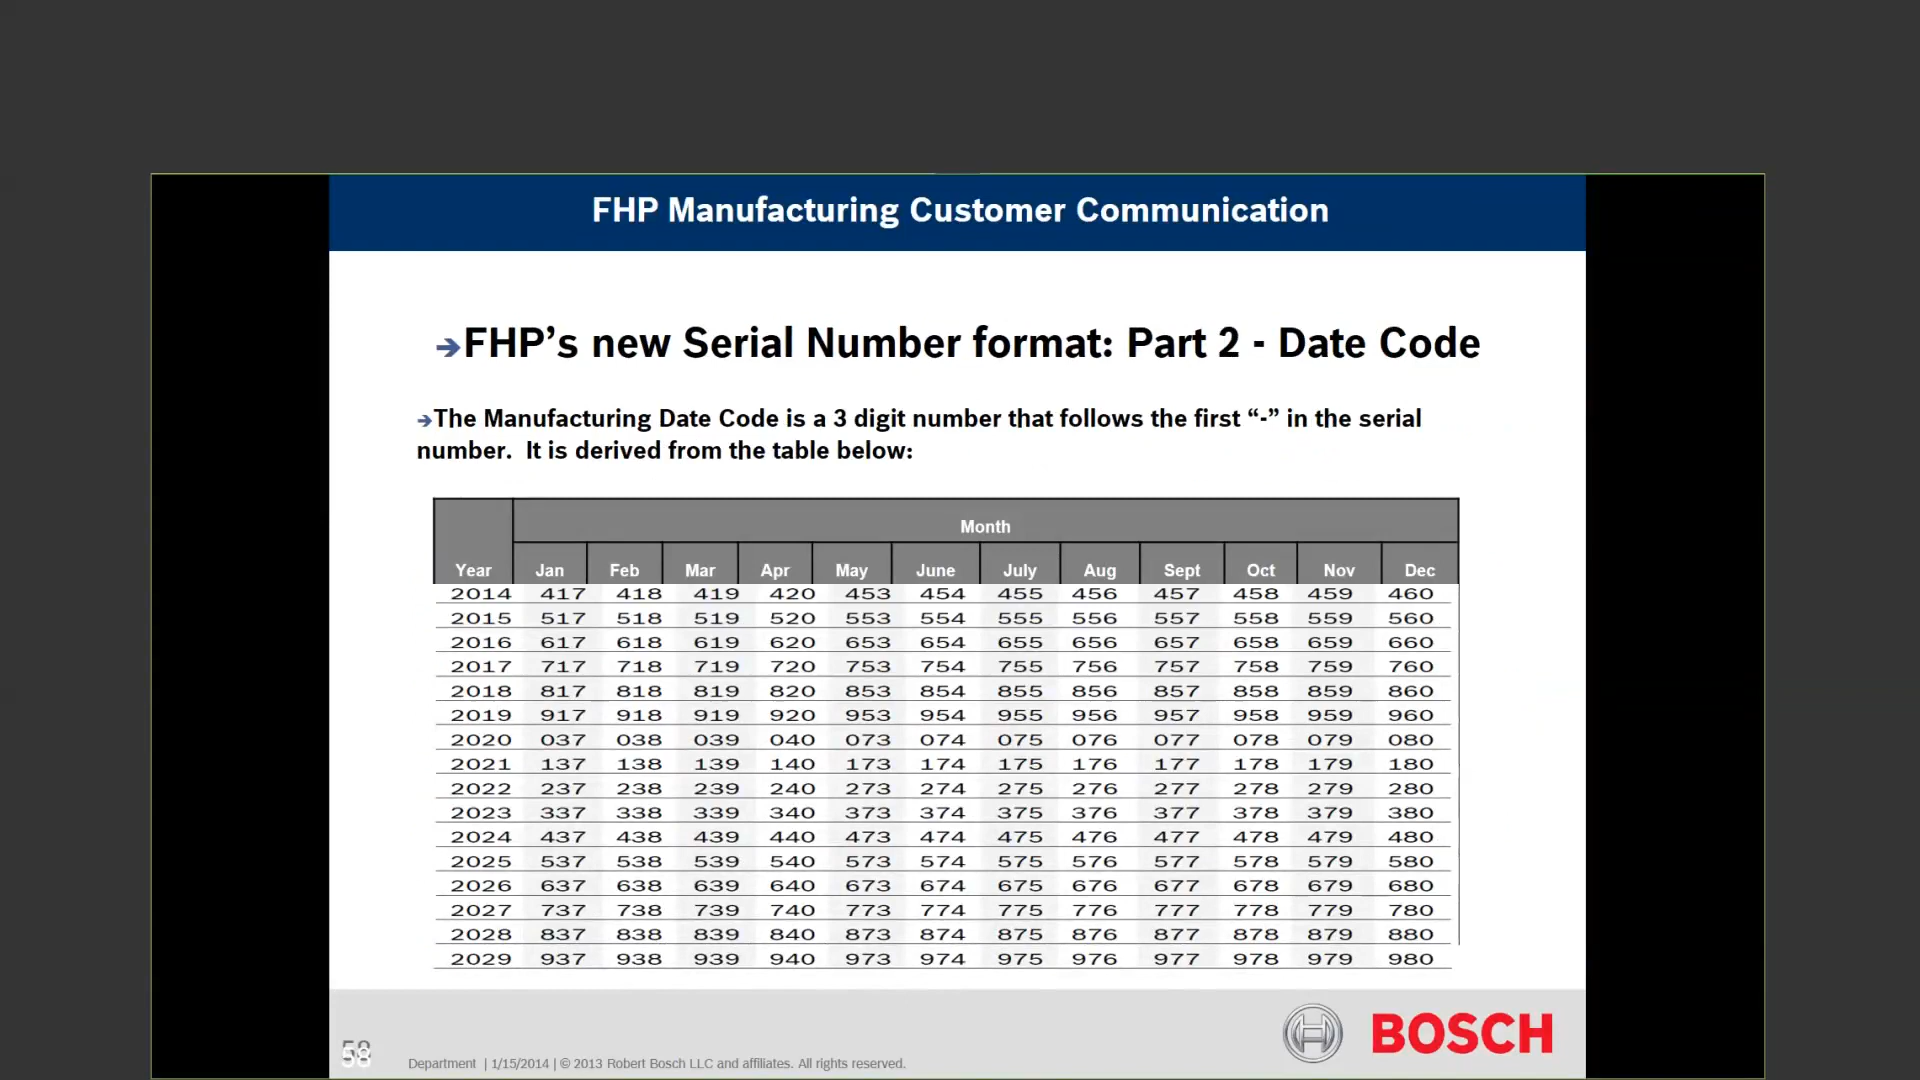 FHP Manufacturing Customer Communication
➔FHP’s new Serial Number format: Part 2 - Date Code
➔The Manufacturing Date Code is a 3 digit number that follows the first “-” in the serial
number. It is derived from the table below:
Month
Year Jan Feb Mar Apr May June July Aug Sept Oct Nov Dec
2014 417 418 419 420 453 454 455 456 457 458 459 460
2015 517 518 519 520 553 554 555 556 557 558 559 560
2016 617 618 619 620 653 654 655 656 657 658 659 660
2017 717 718 719 720 753 754 755 756 757 758 759 760
2018 817 818 819 820 853 854 855 856 857 858 859 860
2019 917 918 919 920 953 954 955 956 957 958 959 960
2020 037 038 039 040 073 074 075 076 077 078 079 080
2021 137 138 139 140 173 174 175 176 177 178 179 180
2022 237 238 239 240 273 274 275 276 277 278 279 280
2023 337 338 339 340 373 374 375 376 377 378 379 380
2024 437 438 439 440 473 474 475 476 477 478 479 480
2025 537 538 539 540 573 574 575 576 577 578 579 580
2026 637 638 639 640 673 674 675 676 677 678 679 680
2027 737 738 739 740 773 774 775 776 777 778 779 780
2028 837 838 839 840 873 874 875 876 877 878 879 880
2029 937 938 939 940 973 974 975 976 977 978 979 980
BOSCH
Department | 1/15/2014 | © 2013 Robert Bosch LLC and affiliates. All rights reserved.